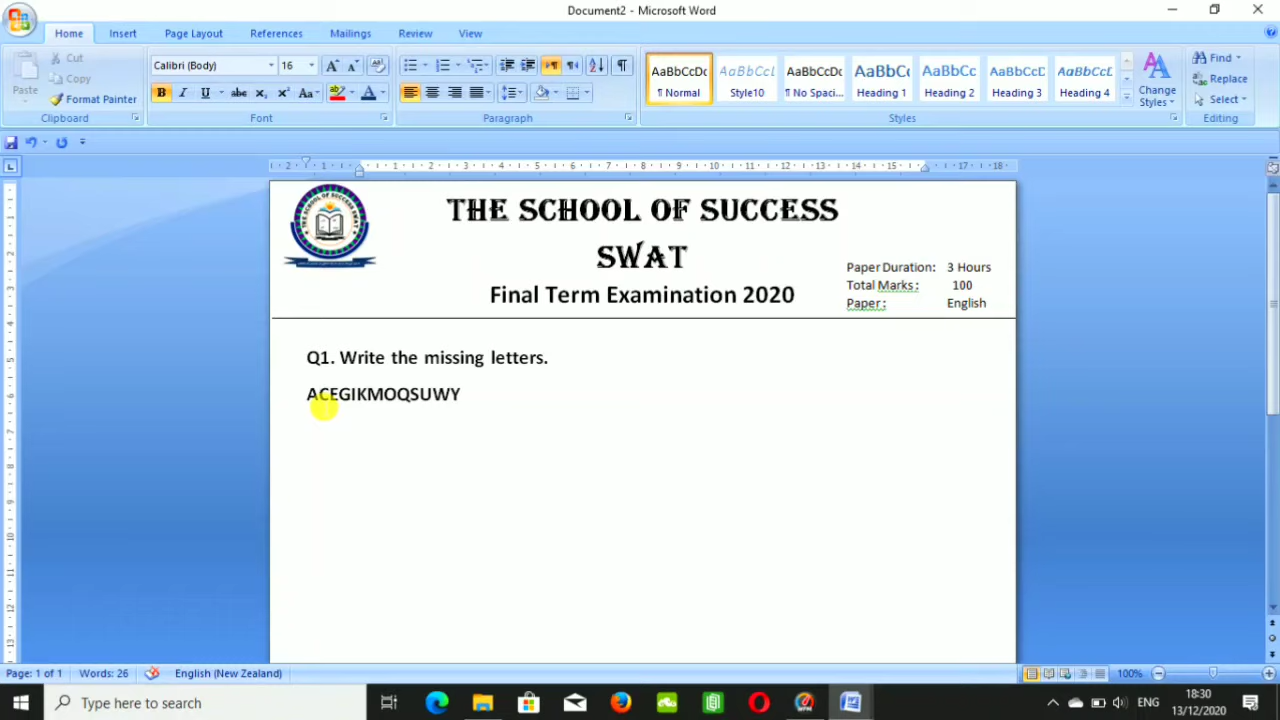 Document2 - Microsoft Word
Home Insert Page Layout References Mailings Review View
Paste
Cut
Copy
Format Painter
Clipboard
Calibri (Body) 16
Font
Paragraph
AaBbCcDc AaBbCcL AaBbCcDc AaBbC AaBbCc AaBbCcD AaBbCcE
¶ Normal Style10 ¶ No Spaci... Heading 1 Heading 2 Heading 3 Heading 4
Change Styles
Styles
Find
Replace
Select
Editing
THE SCHOOL OF SUCCESS
SWAT
Final Term Examination 2020
Paper Duration: 3 Hours
Total Marks: 100
Paper: English
Q1. Write the missing letters.
ACEGIKMOQSUWY
Page: 1 of 1 Words: 26 English (New Zealand) 100%
Type here to search
ENG
18:30
13/12/2020